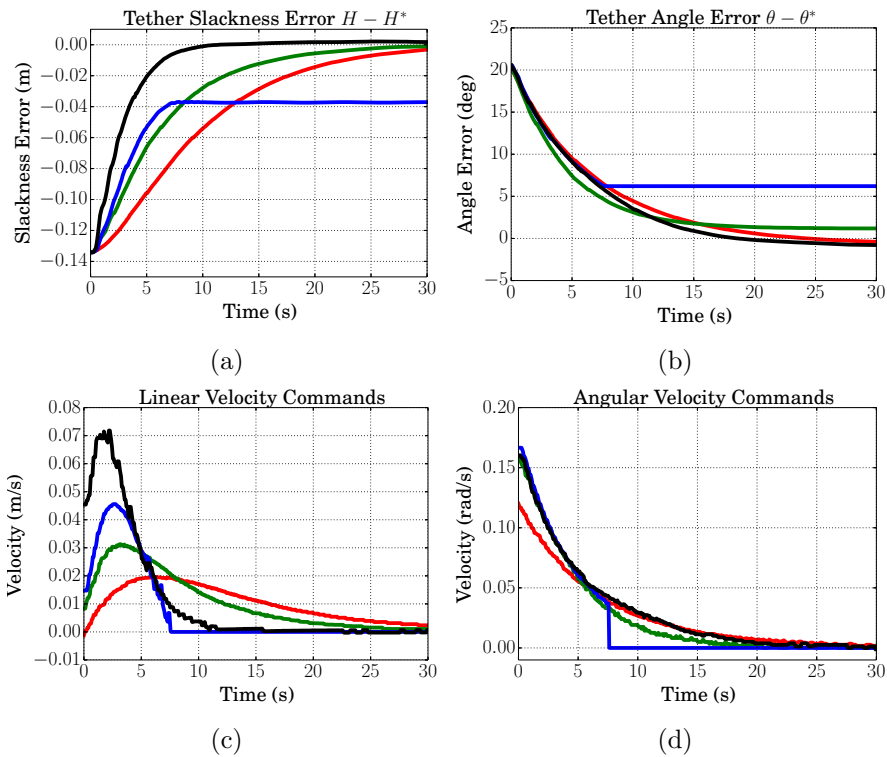 Tether Slackness Error H − H*
Slackness Error (m)
0.00
−0.02
−0.04
−0.06
−0.08
−0.10
−0.12
−0.14
0 5 10 15 20 25 30
Time (s)
(a)
Tether Angle Error θ − θ*
Angle Error (deg)
25
20
15
10
5
0
−5
0 5 10 15 20 25 30
Time (s)
(b)
Linear Velocity Commands
Velocity (m/s)
0.08
0.07
0.06
0.05
0.04
0.03
0.02
0.01
0.00
−0.01
0 5 10 15 20 25 30
Time (s)
(c)
Angular Velocity Commands
Velocity (rad/s)
0.20
0.15
0.10
0.05
0.00
0 5 10 15 20 25 30
Time (s)
(d)